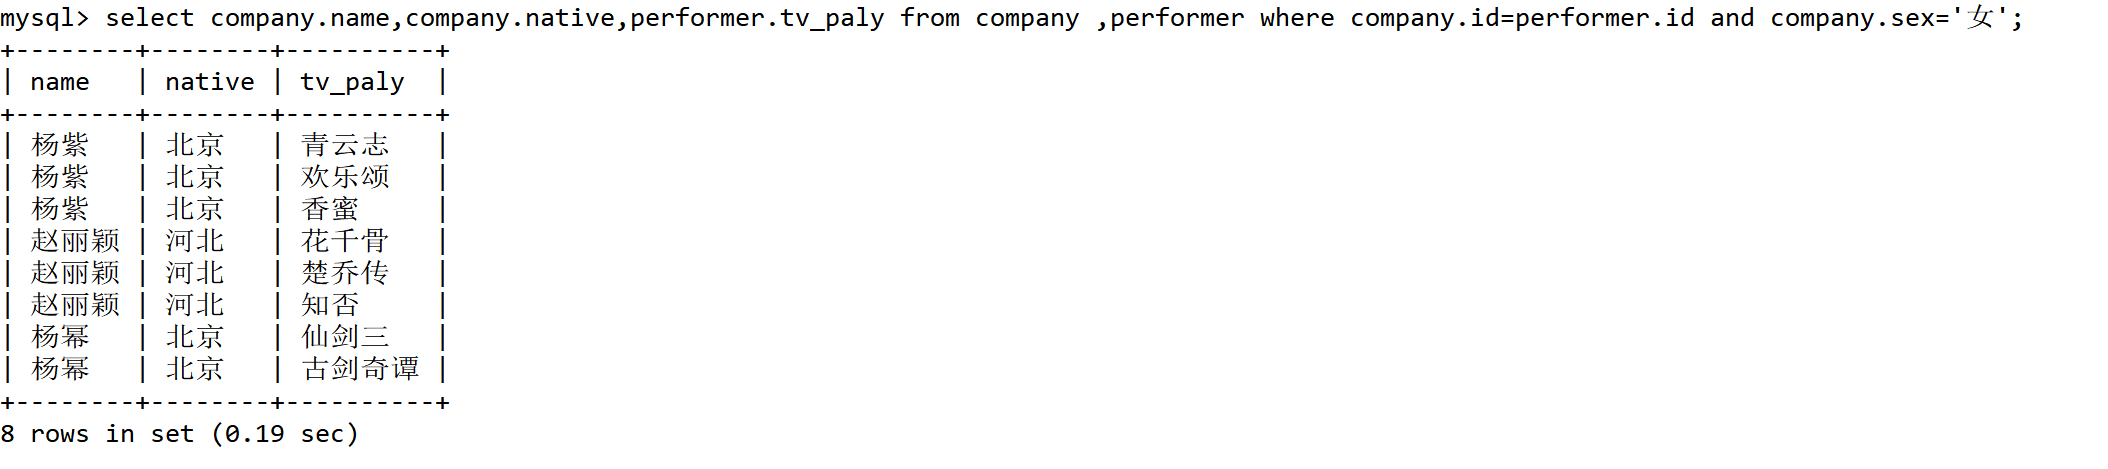 mysql> select company.name,company.native,performer.tv_paly from company ,performer where company.id=performer.id and company.sex='女';
+--------+--------+----------+
| name   | native | tv_paly  |
+--------+--------+----------+
| 杨紫   | 北京   | 青云志   |
| 杨紫   | 北京   | 欢乐颂   |
| 杨紫   | 北京   | 香蜜     |
| 赵丽颖 | 河北   | 花千骨   |
| 赵丽颖 | 河北   | 楚乔传   |
| 赵丽颖 | 河北   | 知否     |
| 杨幂   | 北京   | 仙剑三   |
| 杨幂   | 北京   | 古剑奇谭 |
+--------+--------+----------+
8 rows in set (0.19 sec)